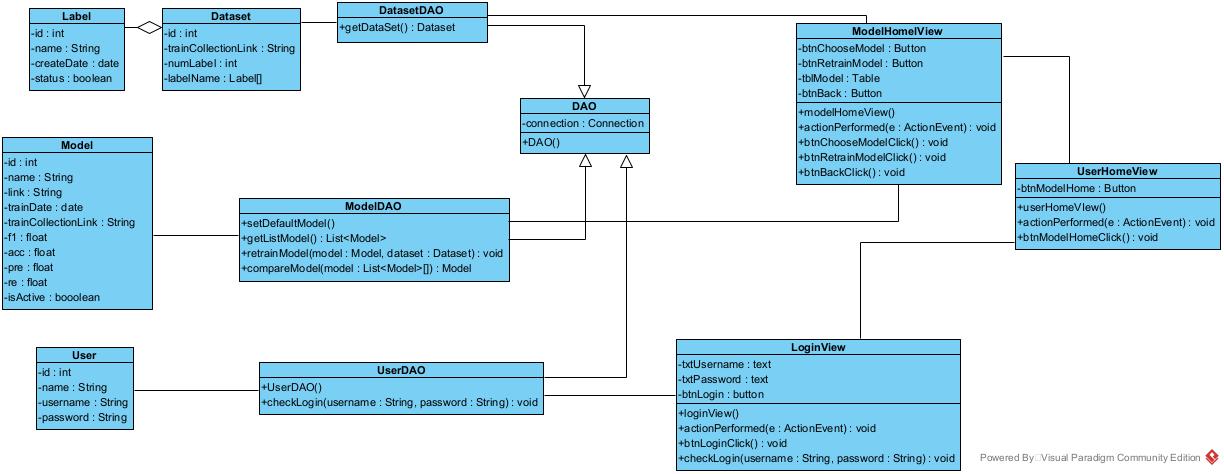 Label
-id : int
-name : String
-createDate : date
-status : boolean
Dataset
-id : int
-trainCollectionLink : String
-numLabel : int
-labelName : Label[]
DatasetDAO
+getDataSet() : Dataset
ModelHomelView
-btnChooseModel : Button
-btnRetrainModel : Button
-tblModel : Table
-btnBack : Button
+modelHomeView()
+actionPerformed(e : ActionEvent) : void
+btnChooseModelClick() : void
+btnRetrainModelClick() : void
+btnBackClick() : void
DAO
-connection : Connection
+DAO()
Model
-id : int
-name : String
-link : String
-trainDate : date
-trainCollectionLink : String
-f1 : float
-acc : float
-pre : float
-re : float
-isActive : booolean
ModelDAO
+setDefaultModel()
+getListModel() : List<Model>
+retrainModel(model : Model, dataset : Dataset) : void
+compareModel(model : List<Model>[]) : Model
UserHomeView
-btnModelHome : Button
+userHomeVIew()
+actionPerformed(e : ActionEvent) : void
+btnModelHomeClick() : void
User
-id : int
-name : String
-username : String
-password : String
UserDAO
+UserDAO()
+checkLogin(username : String, password : String) : void
LoginView
-txtUsername : text
-txtPassword : text
-btnLogin : button
+loginView()
+actionPerformed(e : ActionEvent) : void
+btnLoginClick() : void
+checkLogin(username : String, password : String) : void
Powered By Visual Paradigm Community Edition